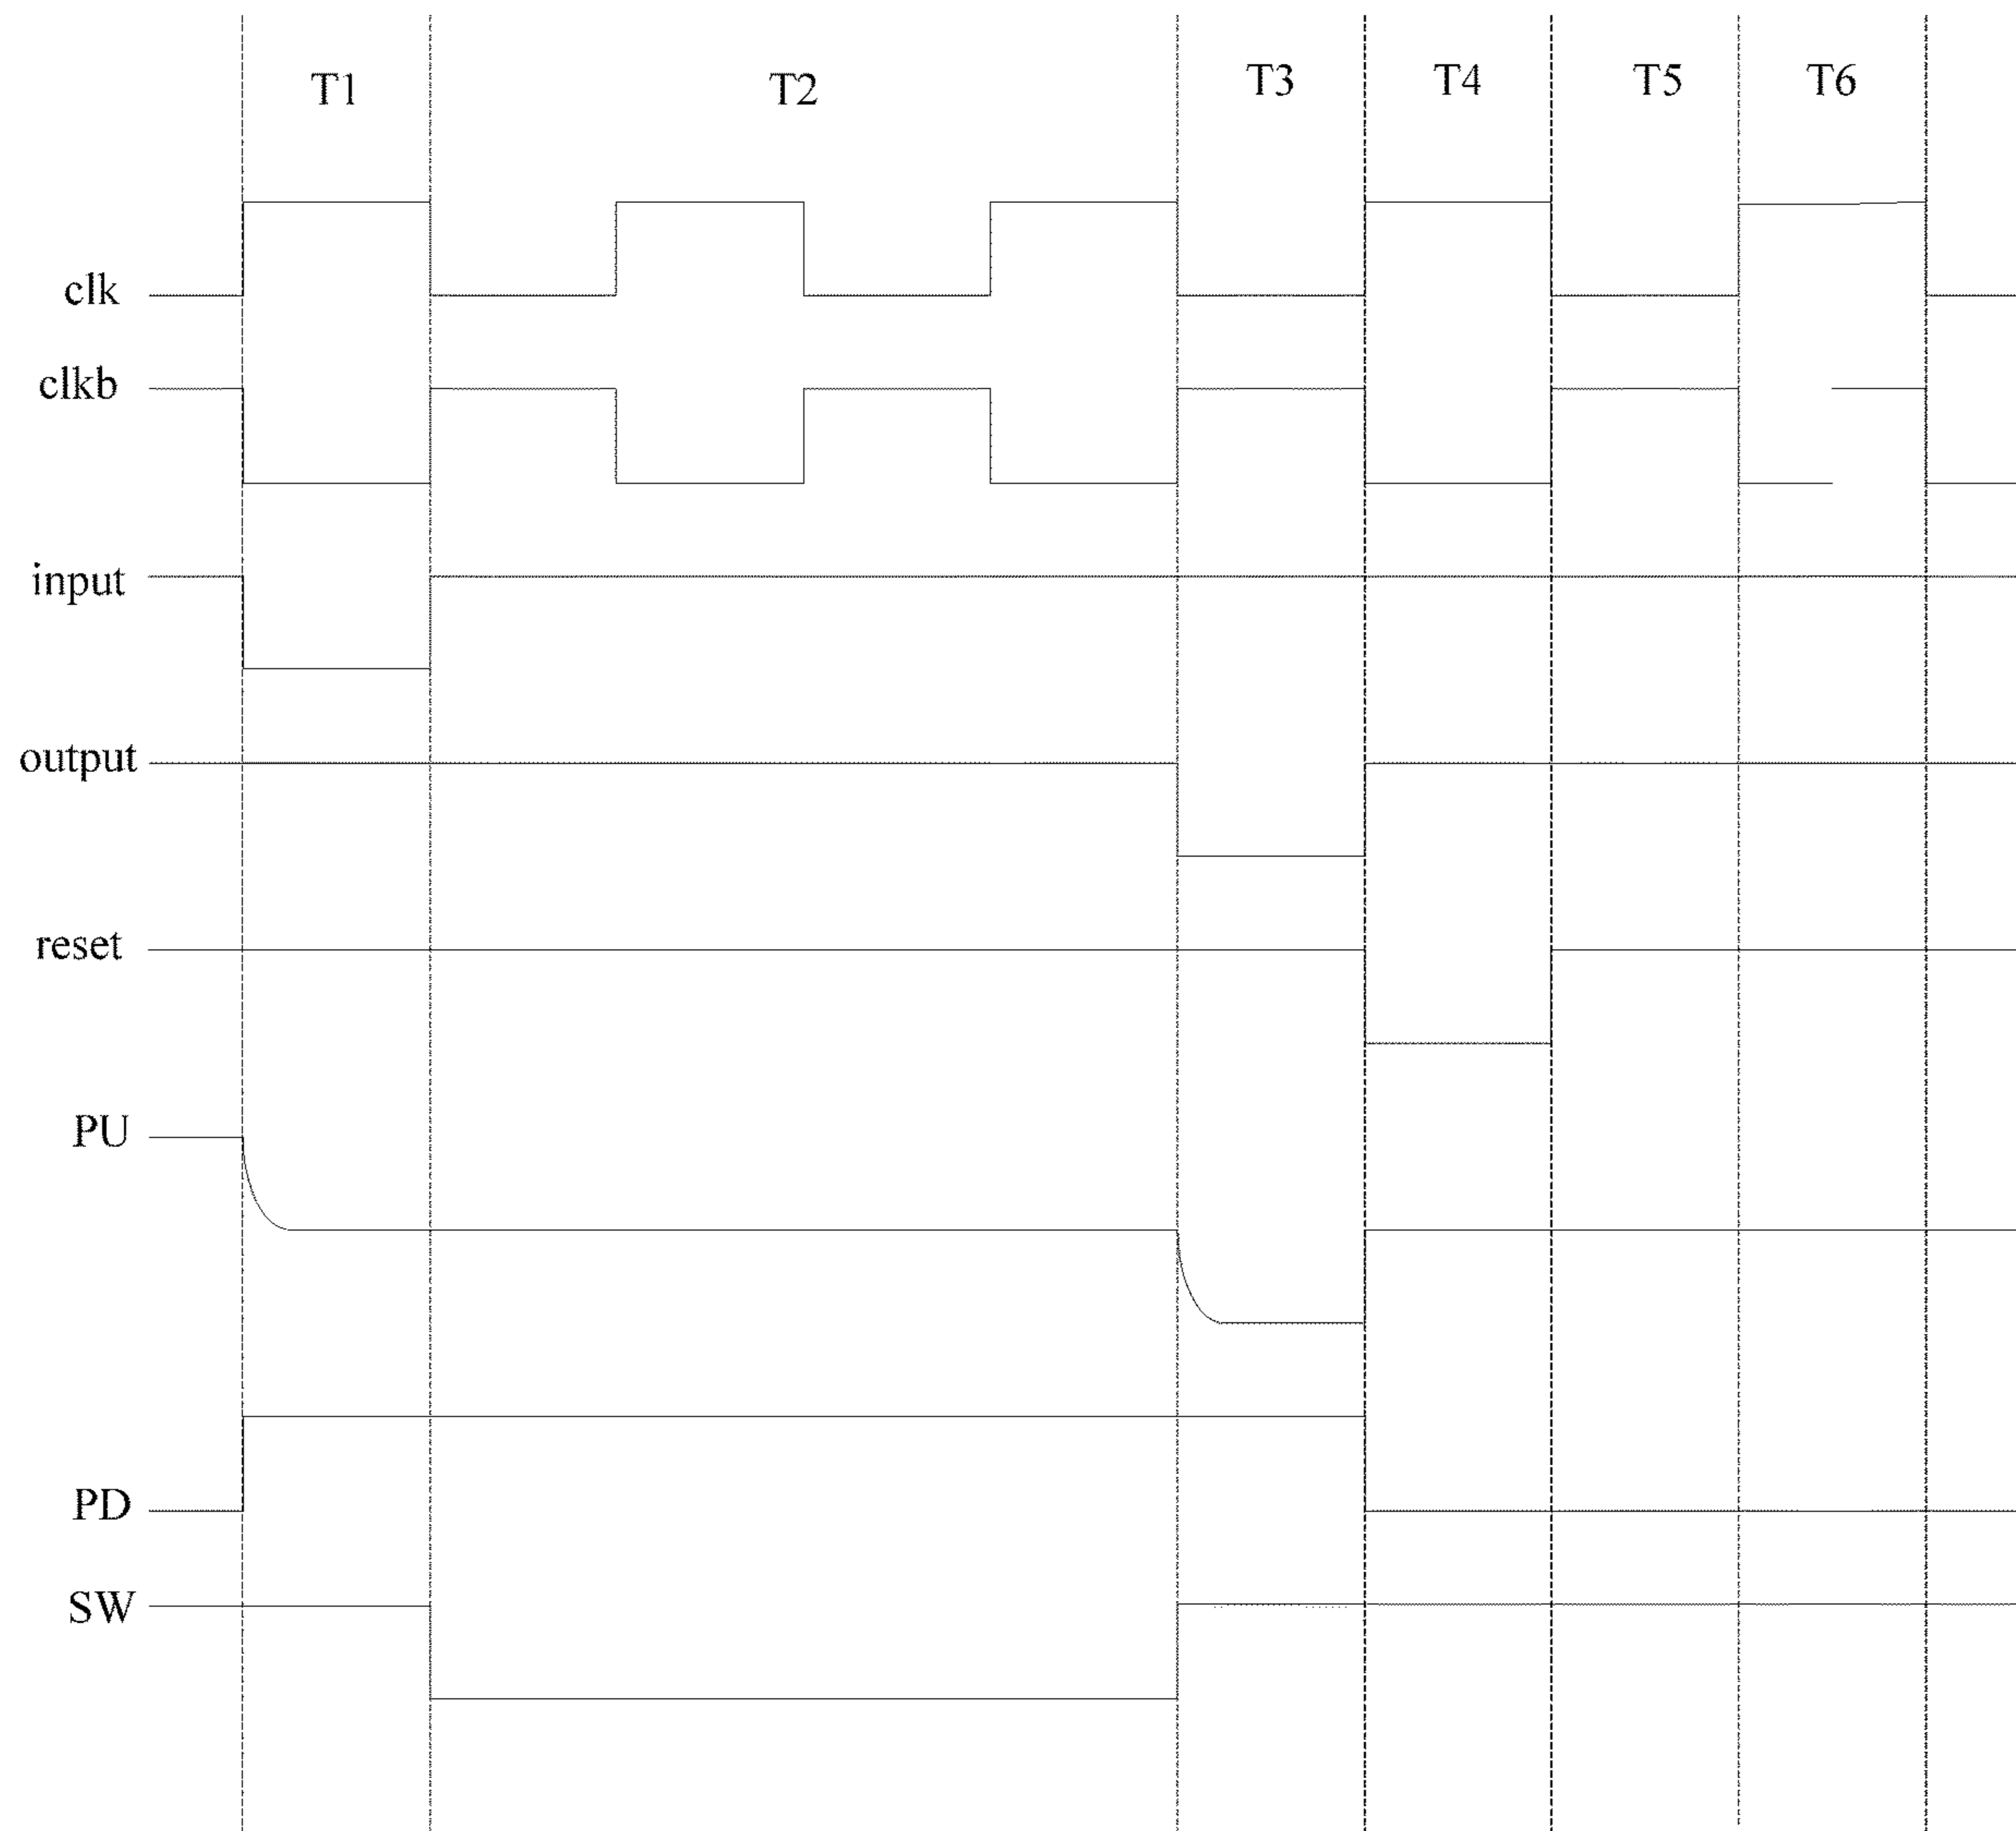 T1 T2 T3 T4 T5 T6
clk
clkb
input
output
reset
PU
PD
SW